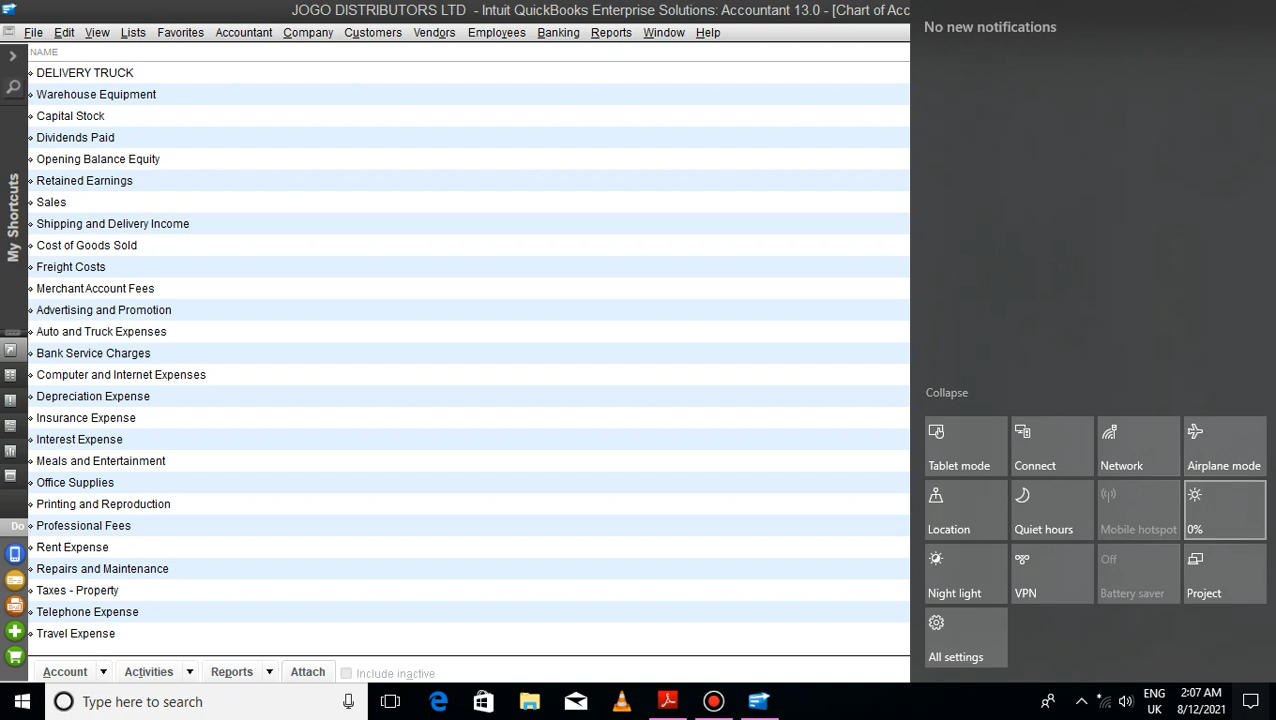 JOGO DISTRIBUTORS LTD - Intuit QuickBooks Enterprise Solutions: Accountant 13.0 - [Chart of Acc
File Edit View Lists Favorites Accountant Company Customers Vendors Employees Banking Reports Window Help
NAME
DELIVERY TRUCK
Warehouse Equipment
Capital Stock
Dividends Paid
Opening Balance Equity
Retained Earnings
Sales
Shipping and Delivery Income
Cost of Goods Sold
Freight Costs
Merchant Account Fees
Advertising and Promotion
Auto and Truck Expenses
Bank Service Charges
Computer and Internet Expenses
Depreciation Expense
Insurance Expense
Interest Expense
Meals and Entertainment
Office Supplies
Printing and Reproduction
Professional Fees
Rent Expense
Repairs and Maintenance
Taxes - Property
Telephone Expense
Travel Expense
My Shortcuts
Do
Account Activities Reports Attach Include inactive
No new notifications
Collapse
Tablet mode Connect Network Airplane mode
Location Quiet hours Mobile hotspot 0%
Off
Night light VPN Battery saver Project
All settings
Type here to search
ENG 2:07 AM
UK 8/12/2021